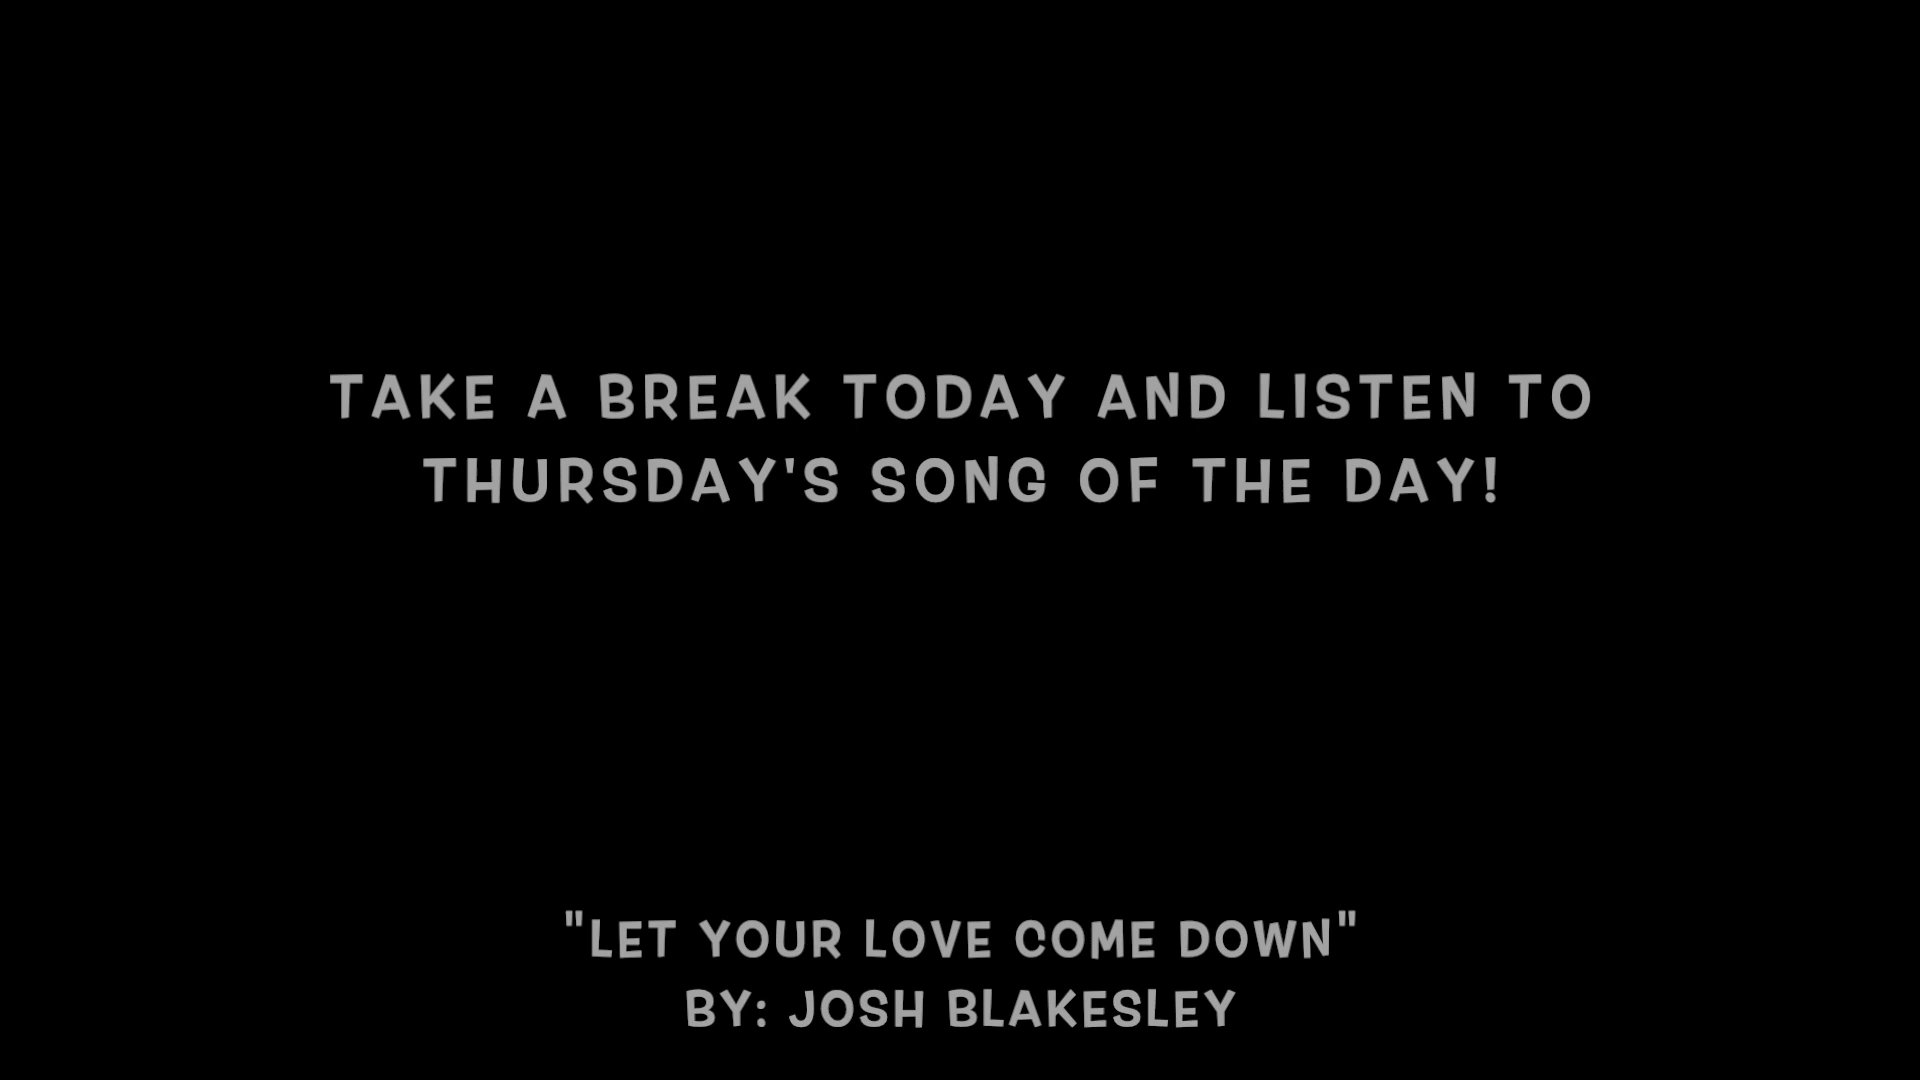 TAKE A BREAK TODAY AND LISTEN TO
THURSDAY'S SONG OF THE DAY!
"LET YOUR LOVE COME DOWN"
BY: JOSH BLAKESLEY